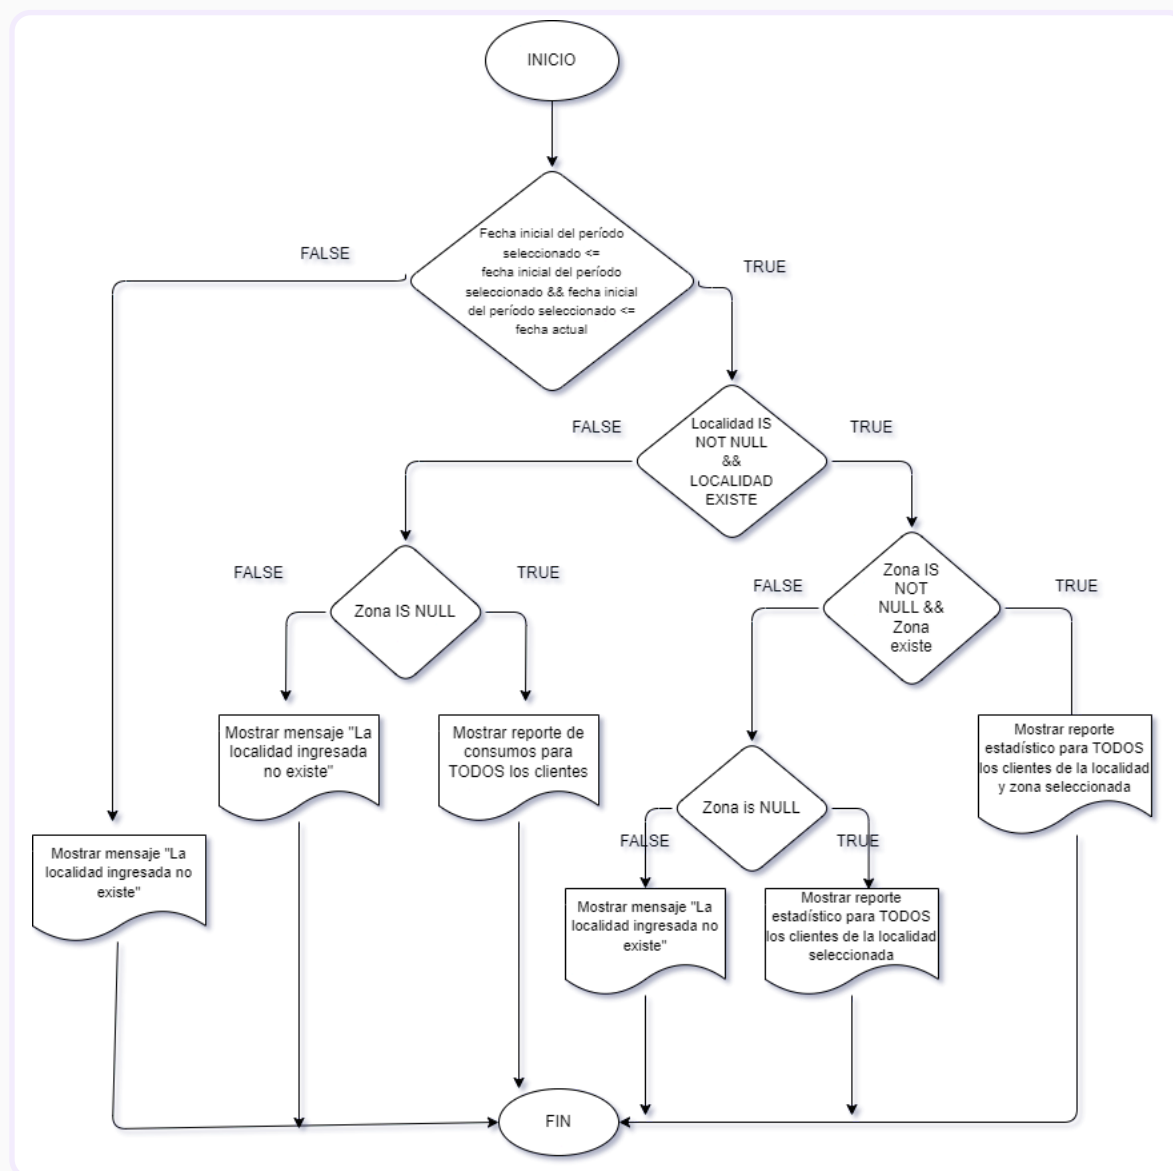 INICIO
Fecha inicial del período
seleccionado <=
fecha inicial del período
seleccionado && fecha inicial
del período seleccionado <=
fecha actual
FALSE
TRUE
Localidad IS
NOT NULL
&&
LOCALIDAD
EXISTE
FALSE
TRUE
Zona IS NULL
FALSE
TRUE
Zona IS
NOT
NULL &&
Zona
existe
FALSE
TRUE
Mostrar mensaje "La
localidad ingresada
no existe"
Mostrar reporte de
consumos para
TODOS los clientes
Mostrar reporte
estadístico para TODOS
los clientes de la localidad
y zona seleccionada
Zona is NULL
FALSE
TRUE
Mostrar mensaje "La
localidad ingresada no
existe"
Mostrar mensaje "La
localidad ingresada no
existe"
Mostrar reporte
estadístico para TODOS
los clientes de la localidad
seleccionada
FIN